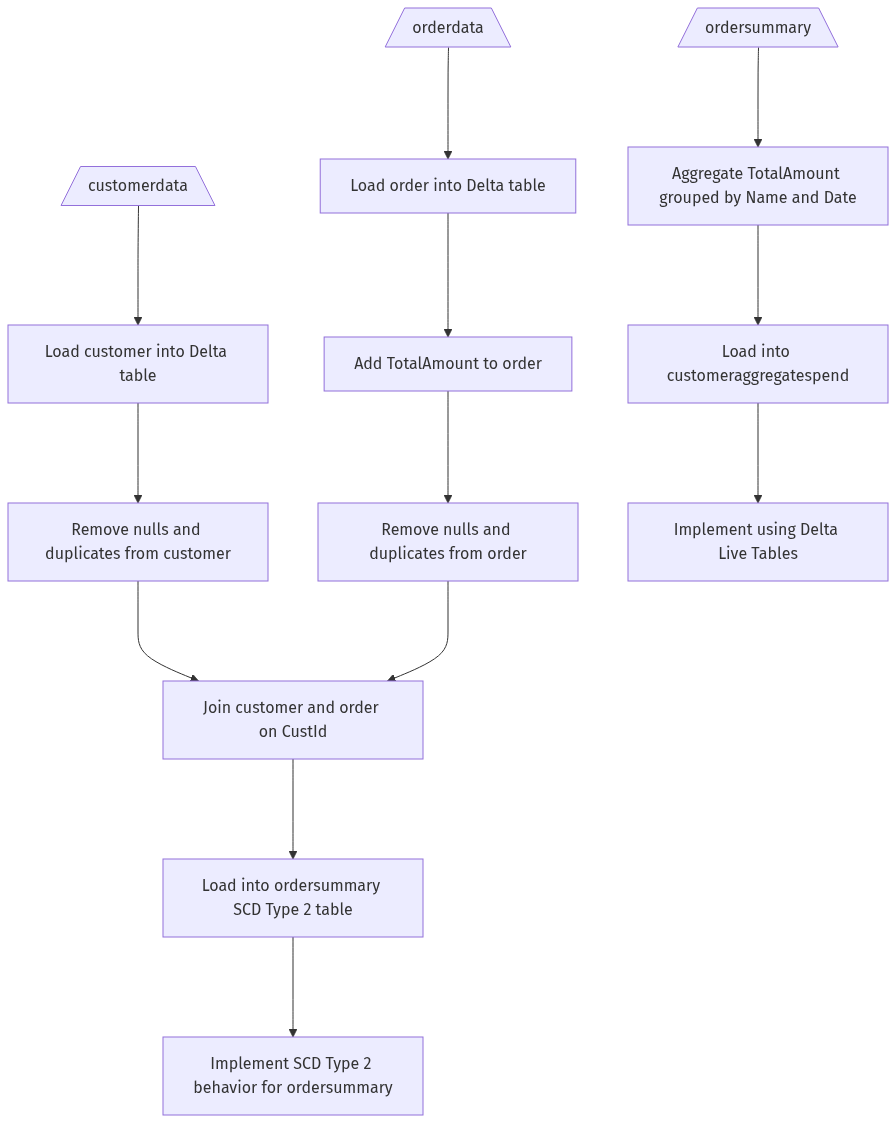 orderdata
ordersummary
customerdata
Load order into Delta table
Aggregate TotalAmount
grouped by Name and Date
Load customer into Delta
table
Add TotalAmount to order
Load into
customeraggregatespend
Remove nulls and
duplicates from customer
Remove nulls and
duplicates from order
Implement using Delta
Live Tables
Join customer and order
on CustId
Load into ordersummary
SCD Type 2 table
Implement SCD Type 2
behavior for ordersummary